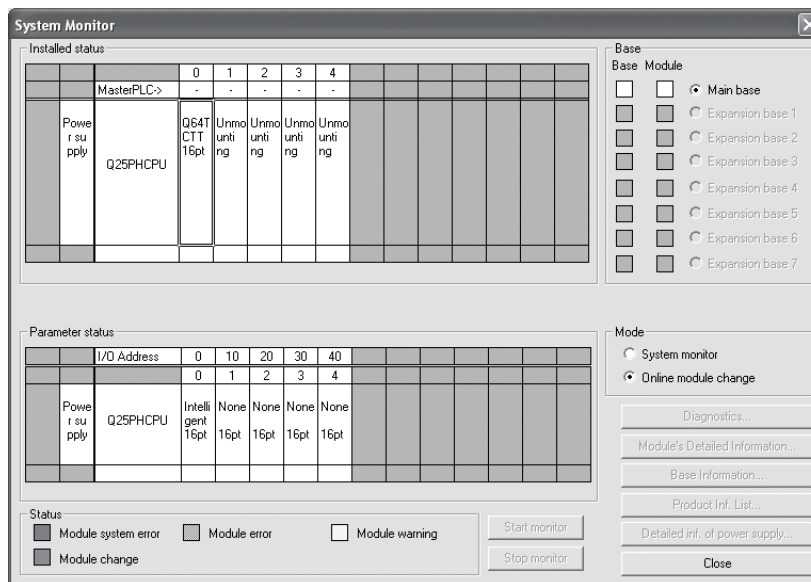 System Monitor
Installed status
0 1 2 3 4
MasterPLC-> - - - - -
Powe
r su
pply
Q25PHCPU
Q64T
CTT
16pt
Unmo
unti
ng
Unmo
unti
ng
Unmo
unti
ng
Unmo
unti
ng
Base
Base Module
Main base
Expansion base 1
Expansion base 2
Expansion base 3
Expansion base 4
Expansion base 5
Expansion base 6
Expansion base 7
Parameter status
I/O Address 0 10 20 30 40
0 1 2 3 4
Powe
r su
pply
Q25PHCPU
Intelli
gent
16pt
None
16pt
None
16pt
None
16pt
None
16pt
Mode
System monitor
Online module change
Diagnostics...
Module's Detailed Information...
Base Information...
Product Inf. List...
Detailed inf. of power supply...
Close
Status
Module system error
Module error
Module warning
Module change
Start monitor
Stop monitor